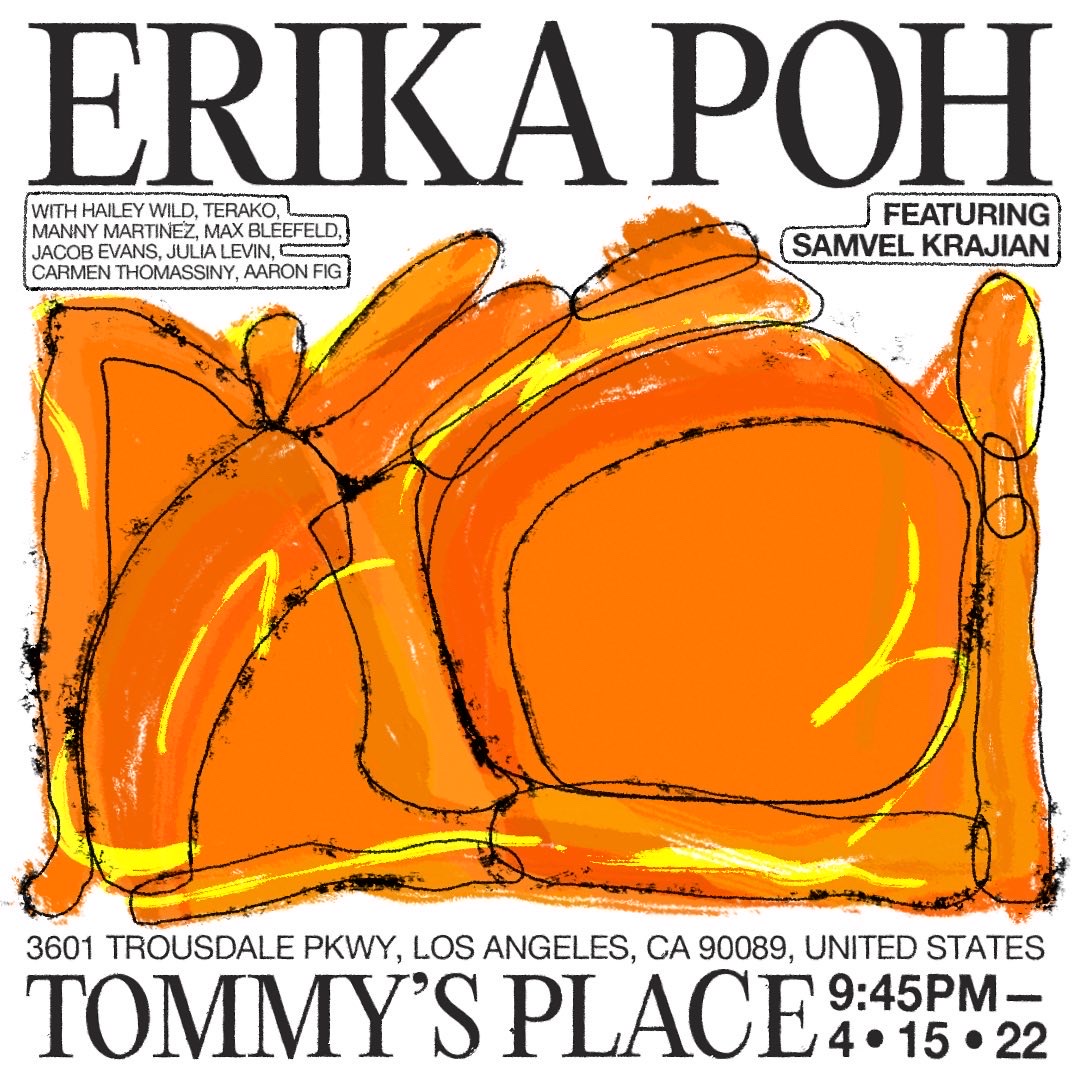 ERIKA POH
WITH HAILEY WILD, TERAKO,
MANNY MARTINEZ, MAX BLEEFELD,
JACOB EVANS, JULIA LEVIN,
CARMEN THOMASSINY, AARON FIG
FEATURING
SAMVEL KRAJIAN
3601 TROUSDALE PKWY, LOS ANGELES, CA 90089, UNITED STATES
TOMMY’S PLACE
9:45PM—
4 • 15 • 22